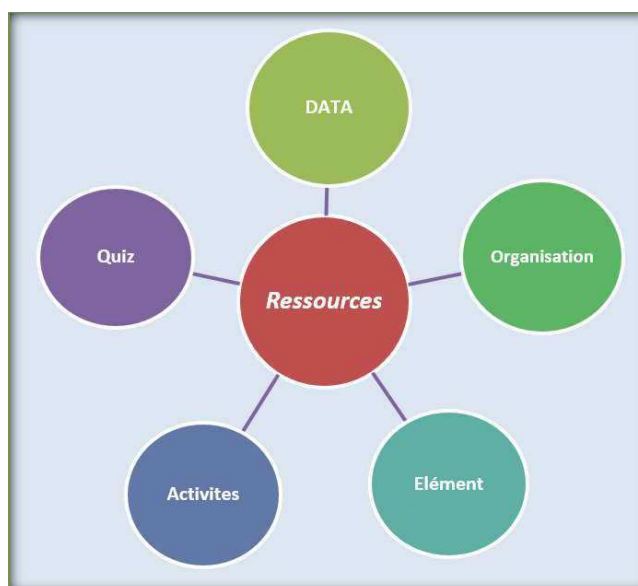 DATA
Quiz
Organisation
Ressources
Activites
Elément